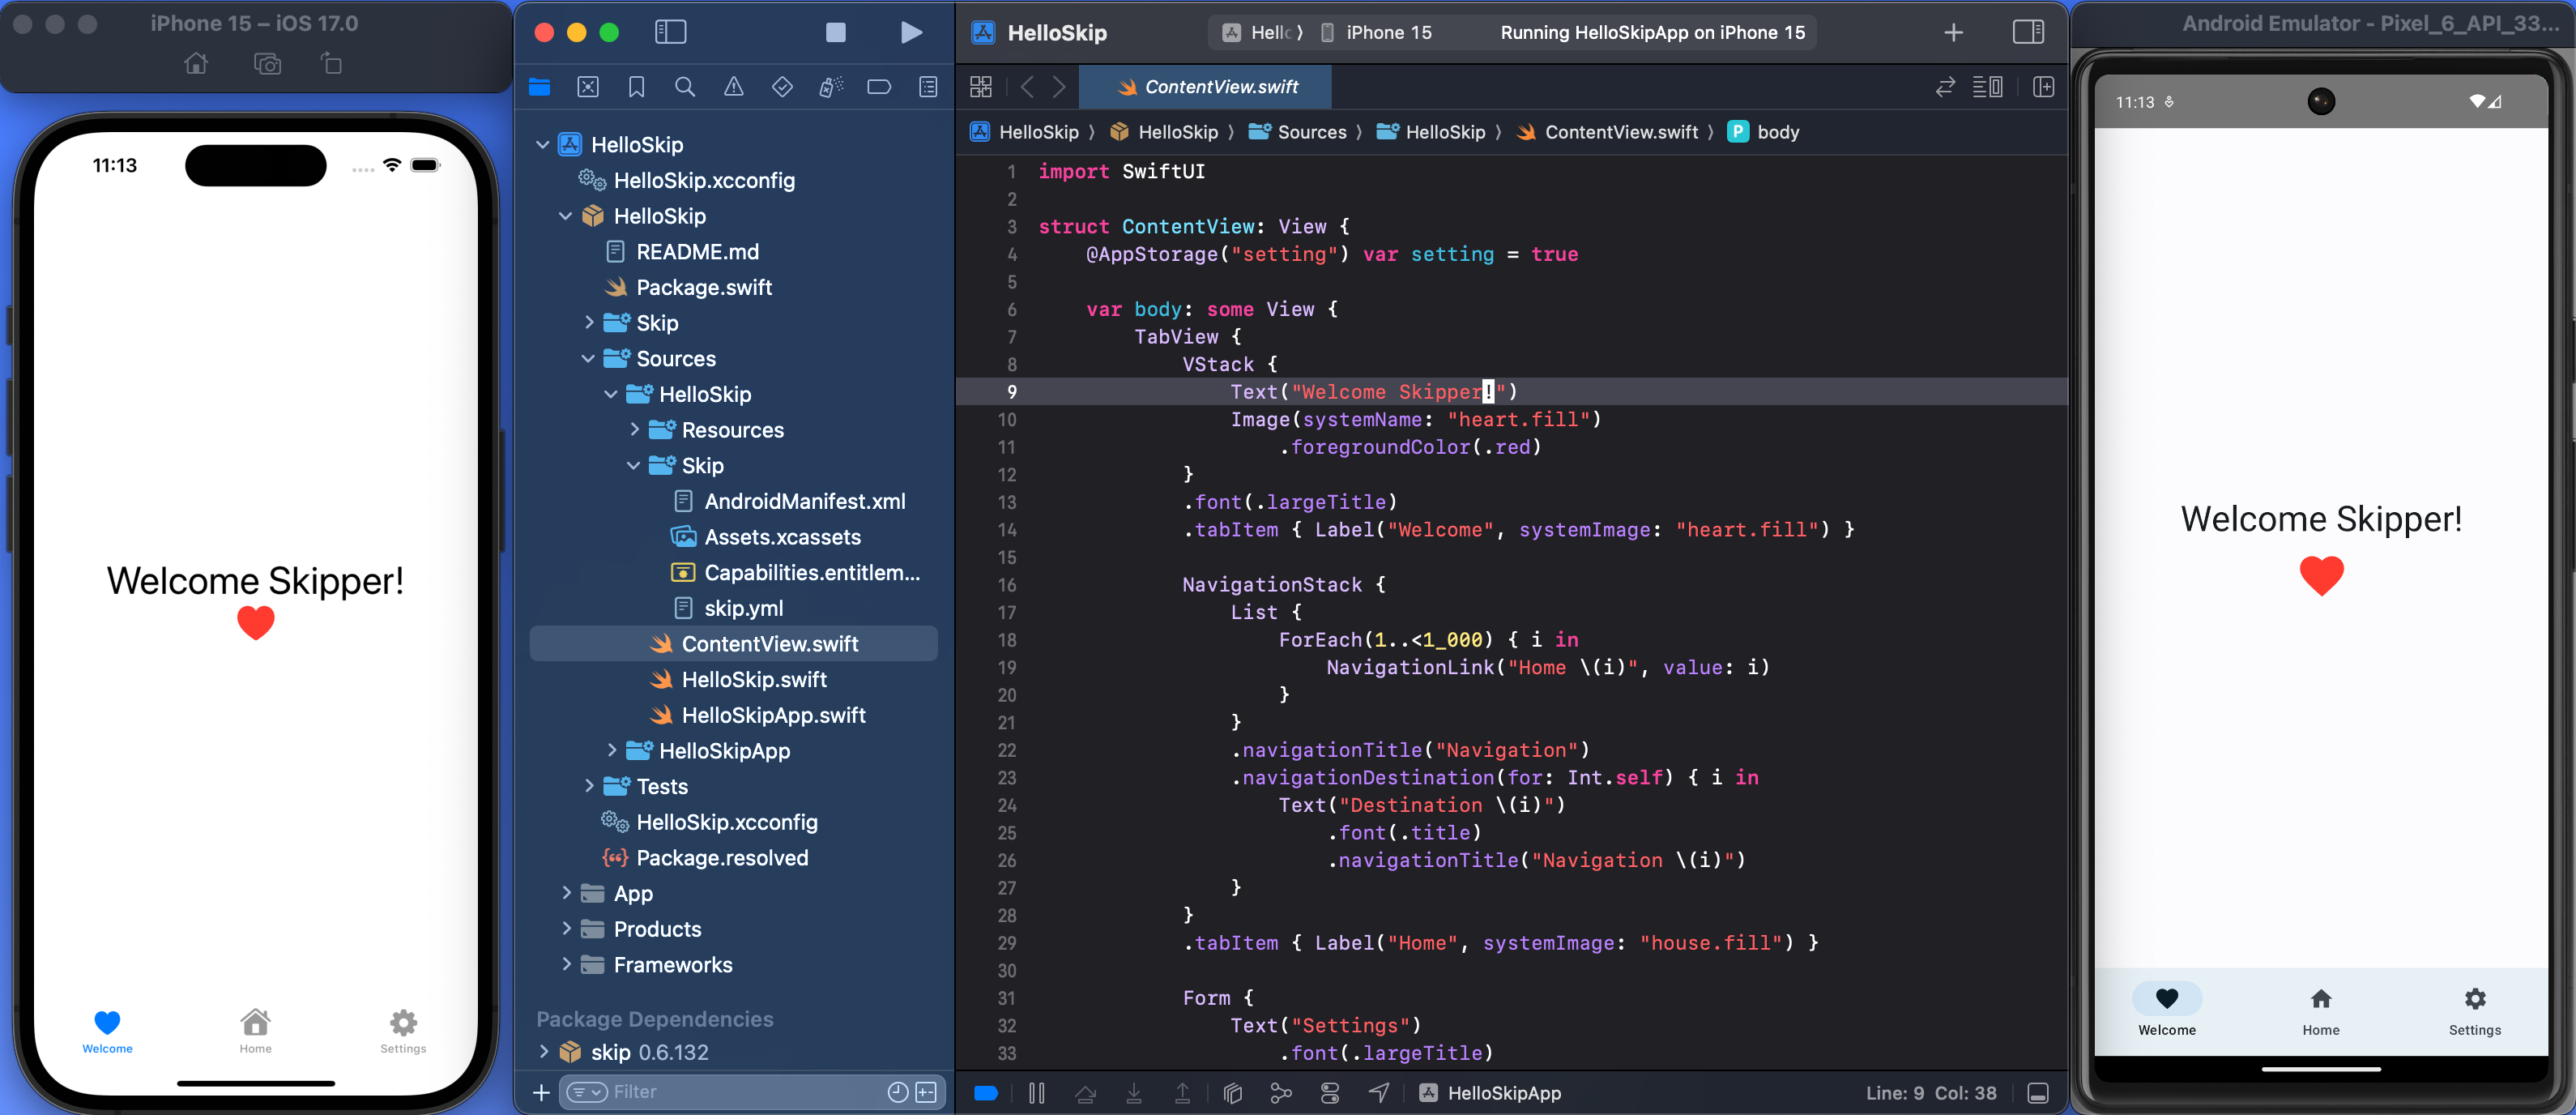 iPhone 15 – iOS 17.0
11:13
Welcome Skipper!
Welcome
Home
Settings
HelloSkip
HelloSkip.xcconfig
HelloSkip
README.md
Package.swift
Skip
Sources
HelloSkip
Resources
Skip
AndroidManifest.xml
Assets.xcassets
Capabilities.entitlem...
skip.yml
ContentView.swift
HelloSkip.swift
HelloSkipApp.swift
HelloSkipApp
Tests
HelloSkip.xcconfig
Package.resolved
App
Products
Frameworks
Package Dependencies
skip 0.6.132
Filter
HelloSkip
iPhone 15
Running HelloSkipApp on iPhone 15
ContentView.swift
HelloSkip 〉 HelloSkip 〉 Sources 〉 HelloSkip 〉 ContentView.swift 〉 P body
1 import SwiftUI
2
3 struct ContentView: View {
4 @AppStorage("setting") var setting = true
5
6 var body: some View {
7 TabView {
8 VStack {
9 Text("Welcome Skipper!")
10 Image(systemName: "heart.fill")
11 .foregroundColor(.red)
12 }
13 .font(.largeTitle)
14 .tabItem { Label("Welcome", systemImage: "heart.fill") }
15
16 NavigationStack {
17 List {
18 ForEach(1..<1_000) { i in
19 NavigationLink("Home \(i)", value: i)
20 }
21 }
22 .navigationTitle("Navigation")
23 .navigationDestination(for: Int.self) { i in
24 Text("Destination \(i)")
25 .font(.title)
26 .navigationTitle("Navigation \(i)")
27 }
28 }
29 .tabItem { Label("Home", systemImage: "house.fill") }
30
31 Form {
32 Text("Settings")
33 .font(.largeTitle)
HelloSkipApp
Line: 9 Col: 38
Android Emulator - Pixel_6_API_33...
11:13
Welcome Skipper!
Welcome
Home
Settings